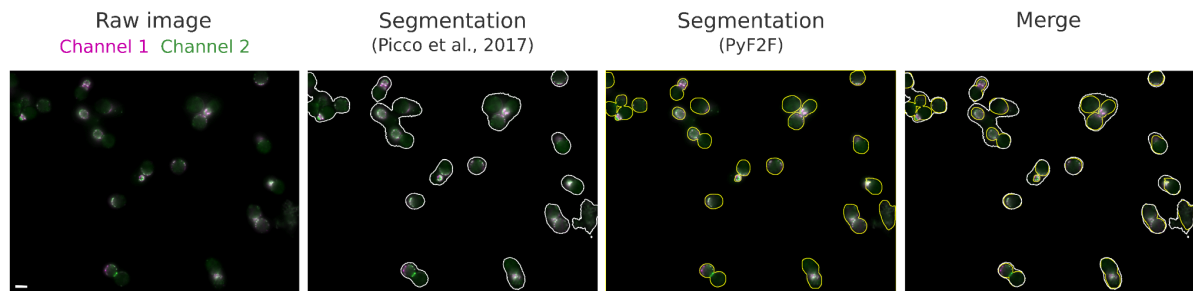 Raw image
Channel 1 Channel 2
Segmentation
(Picco et al., 2017)
Segmentation
(PyF2F)
Merge